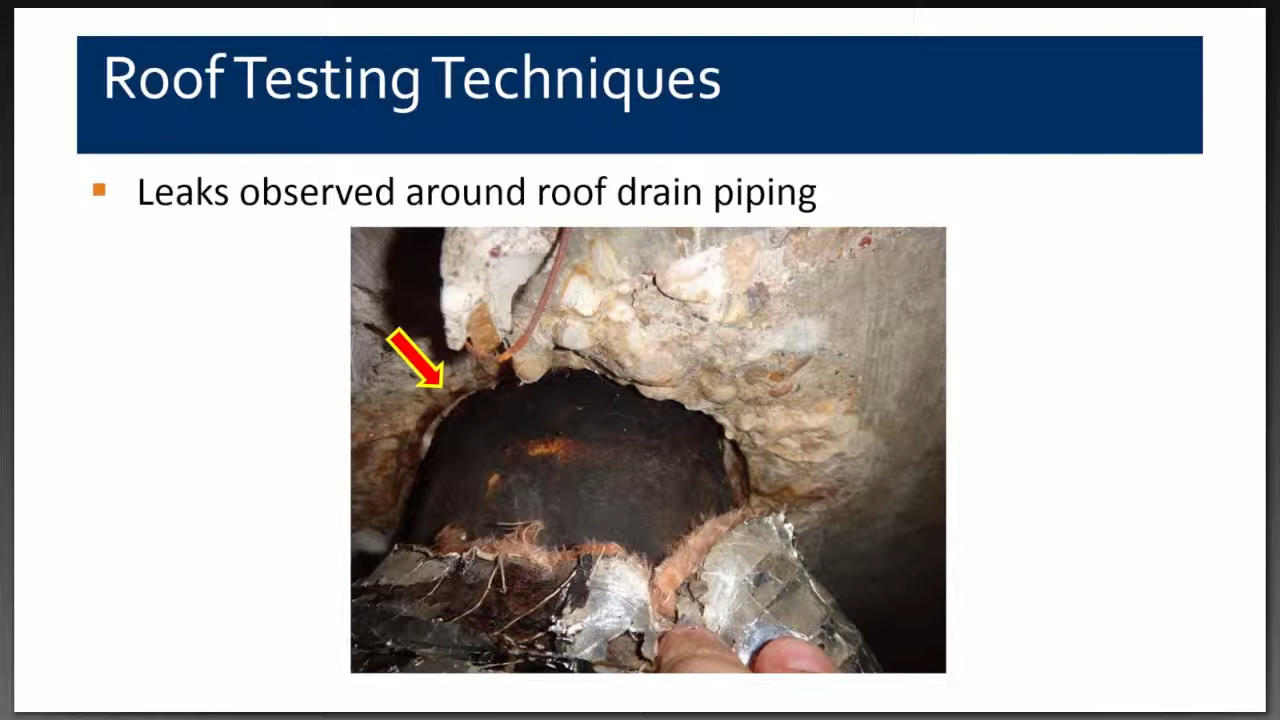 Roof Testing Techniques
Leaks observed around roof drain piping